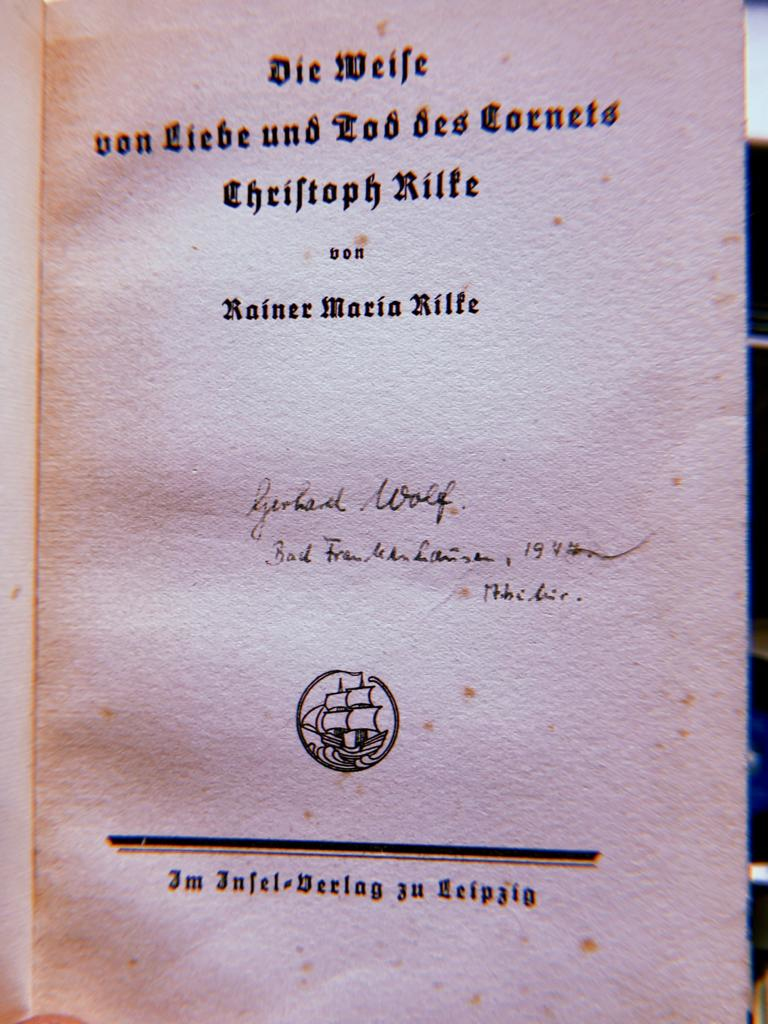 Die Weiſe
von Liebe und Tod des Cornets
Chriſtoph Rilke
von
Rainer Maria Rilke
Gerhard Wolf.
Bad Frankenhausen, 1947
Im Inſel-Verlag zu Leipzig